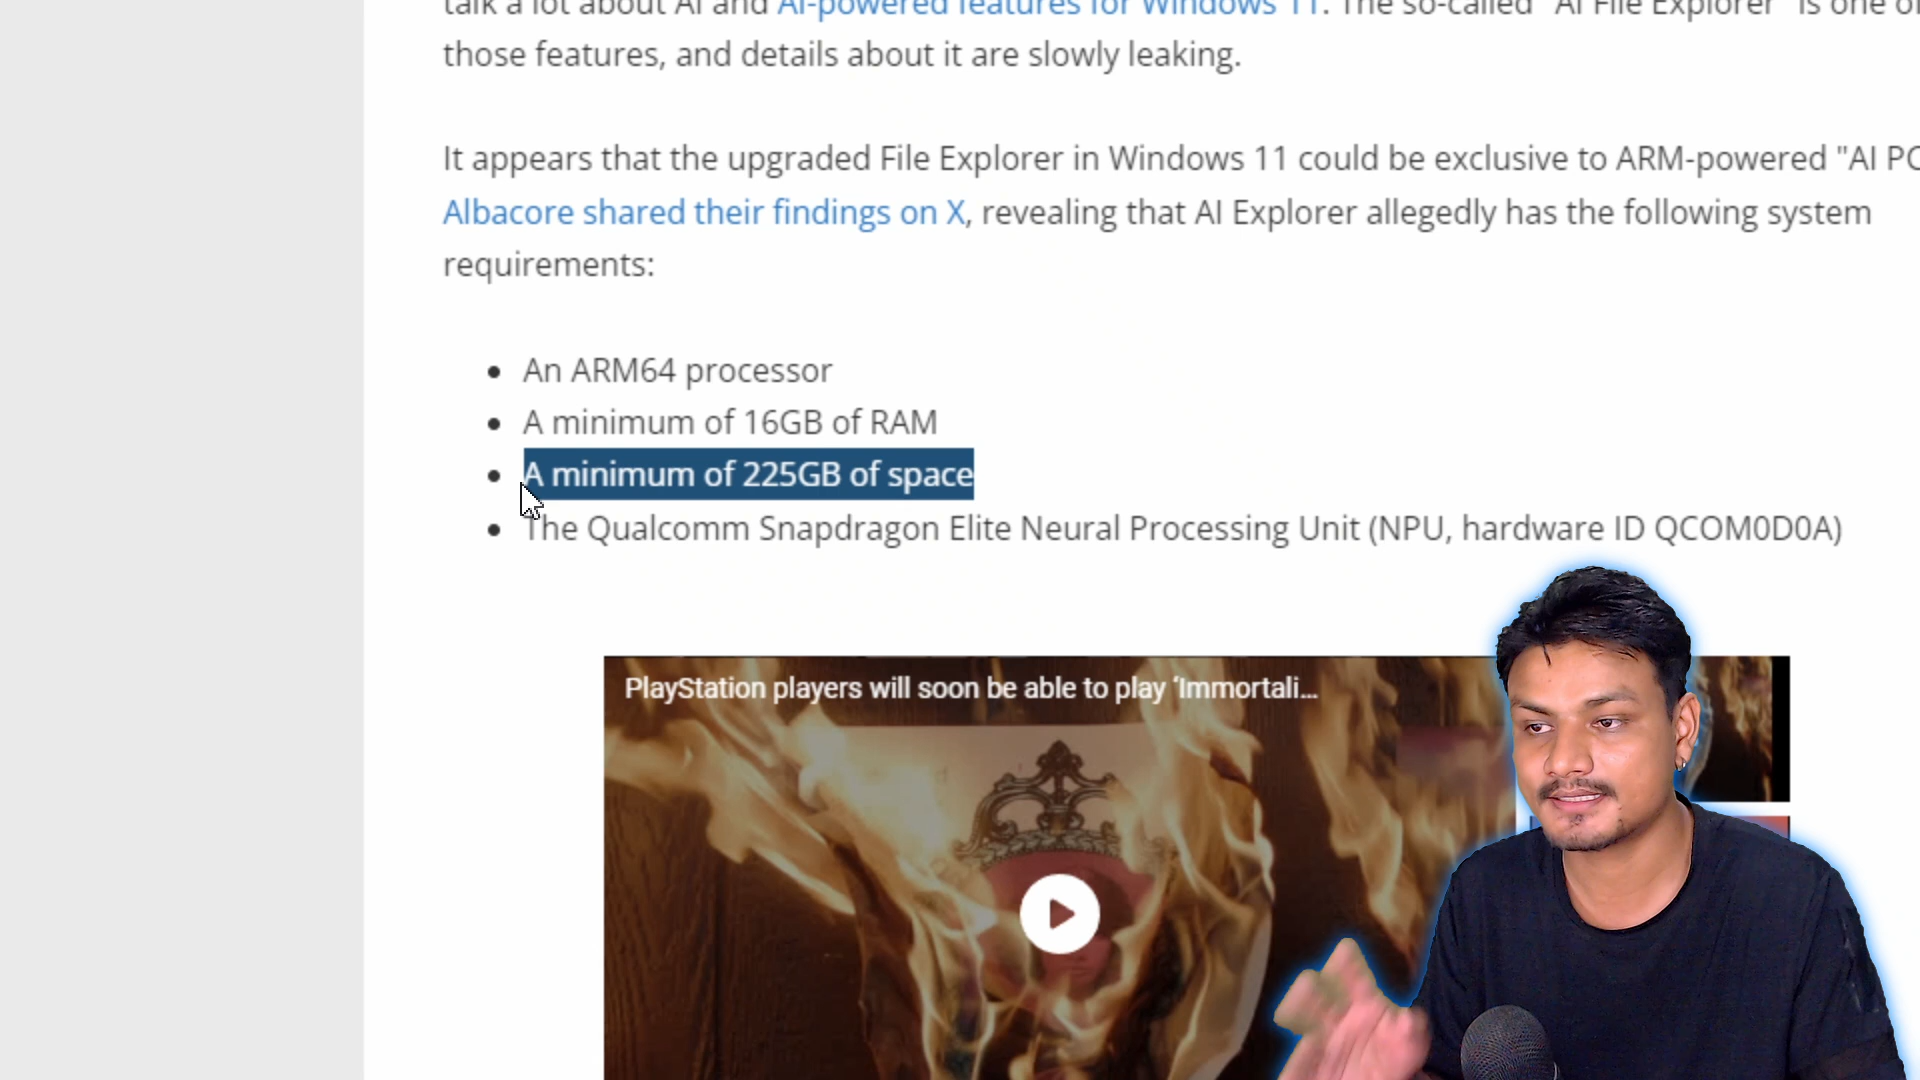 talk a lot about AI and AI-powered features for Windows 11. The so-called "AI File Explorer" is one of
those features, and details about it are slowly leaking.
It appears that the upgraded File Explorer in Windows 11 could be exclusive to ARM-powered "AI PC
Albacore shared their findings on X, revealing that AI Explorer allegedly has the following system
requirements:
• An ARM64 processor
• A minimum of 16GB of RAM
• A minimum of 225GB of space
• The Qualcomm Snapdragon Elite Neural Processing Unit (NPU, hardware ID QCOM0D0A)
PlayStation players will soon be able to play ‘Immortali...